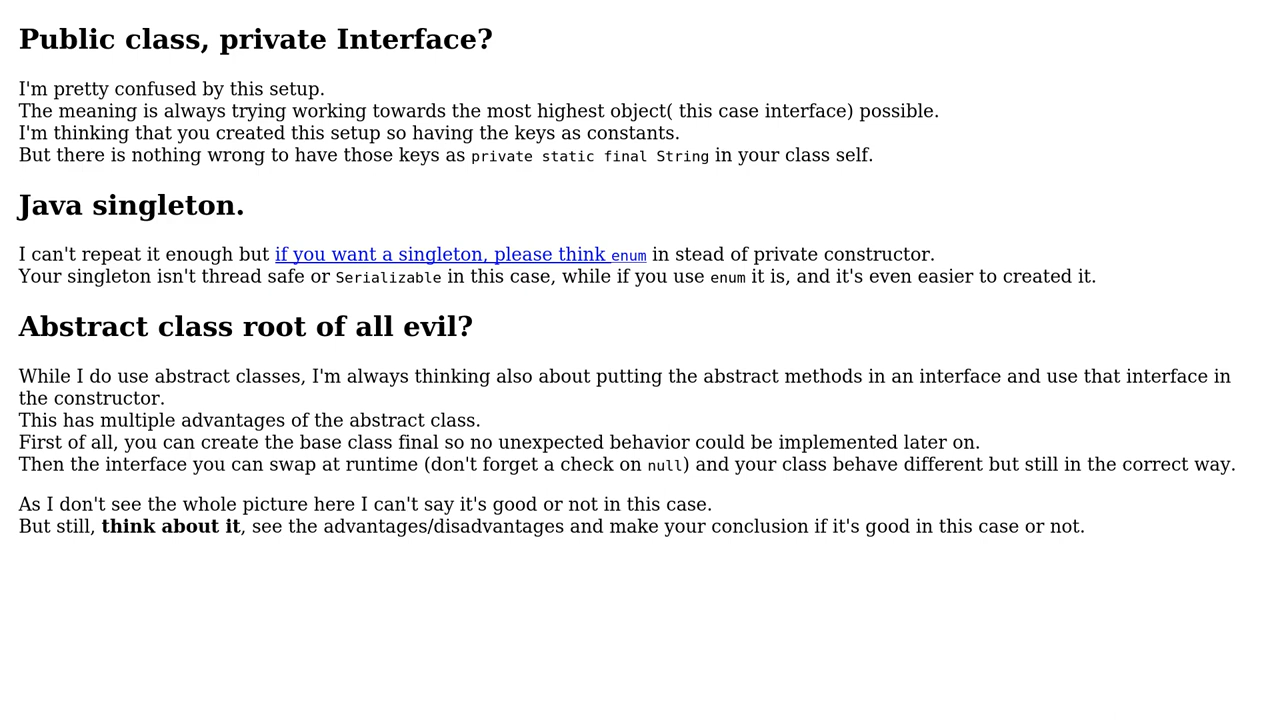 Public class, private Interface?
I'm pretty confused by this setup.
The meaning is always trying working towards the most highest object( this case interface) possible.
I'm thinking that you created this setup so having the keys as constants.
But there is nothing wrong to have those keys as private static final String in your class self.
Java singleton.
I can't repeat it enough but if you want a singleton, please think enum in stead of private constructor.
Your singleton isn't thread safe or Serializable in this case, while if you use enum it is, and it's even easier to created it.
Abstract class root of all evil?
While I do use abstract classes, I'm always thinking also about putting the abstract methods in an interface and use that interface in
the constructor.
This has multiple advantages of the abstract class.
First of all, you can create the base class final so no unexpected behavior could be implemented later on.
Then the interface you can swap at runtime (don't forget a check on null) and your class behave different but still in the correct way.
As I don't see the whole picture here I can't say it's good or not in this case.
But still, think about it, see the advantages/disadvantages and make your conclusion if it's good in this case or not.